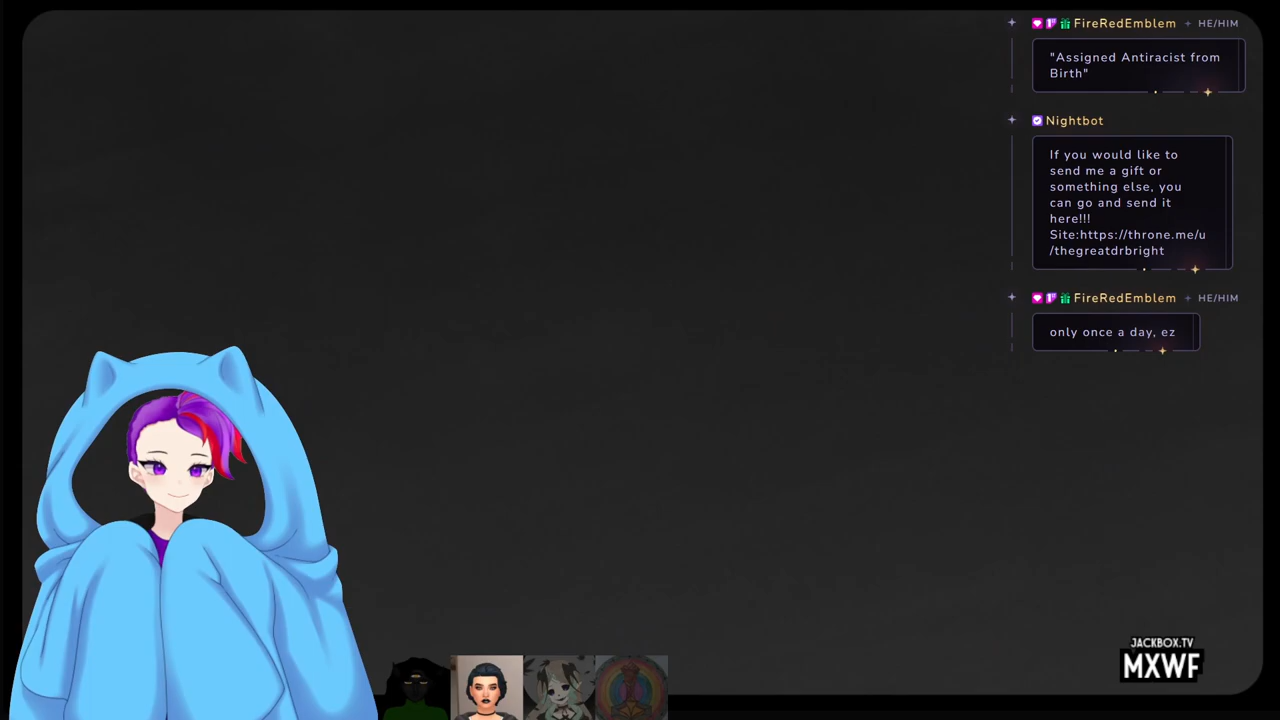 FireRedEmblem HE/HIM
"Assigned Antiracist from
Birth"
Nightbot
If you would like to
send me a gift or
something else, you
can go and send it
here!!!
Site:https://throne.me/u
/thegreatdrbright
FireRedEmblem HE/HIM
only once a day, ez
JACKBOX.TV
MXWF